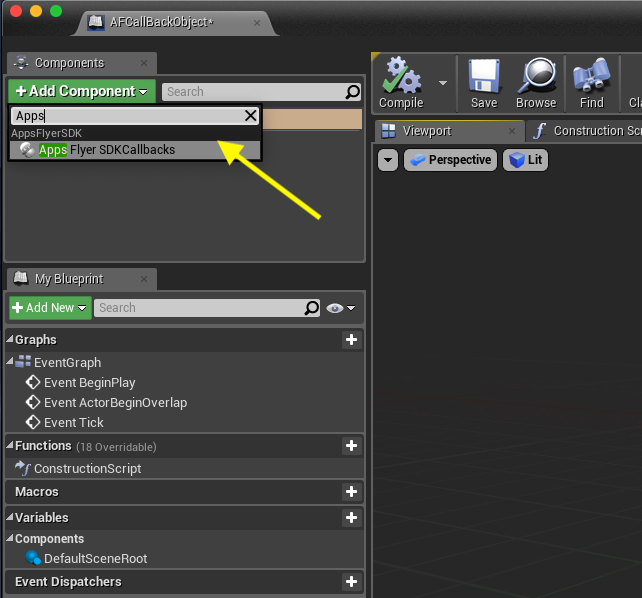 AFCallBackObject*
Components
+Add Component
Search
Apps
AppsFlyerSDK
Apps Flyer SDKCallbacks
Compile
Save
Browse
Find
Cl
Viewport
Construction Scr
Perspective
Lit
My Blueprint
+Add New
Search
Graphs
EventGraph
Event BeginPlay
Event ActorBeginOverlap
Event Tick
Functions (18 Overridable)
ConstructionScript
Macros
Variables
Components
DefaultSceneRoot
Event Dispatchers